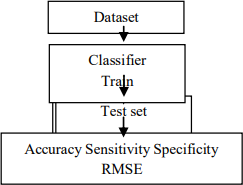 Dataset
Classifier
Train
Test set
Accuracy Sensitivity Specificity
RMSE